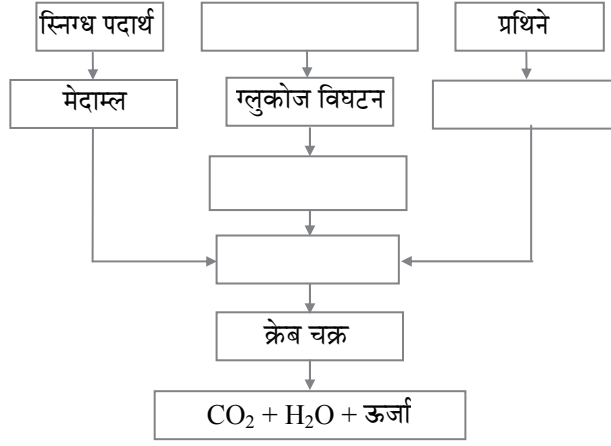 स्निग्ध पदार्थ
प्रथिने
मेदाम्ल
ग्लुकोज विघटन
क्रेब चक्र
CO₂ + H₂O + ऊर्जा